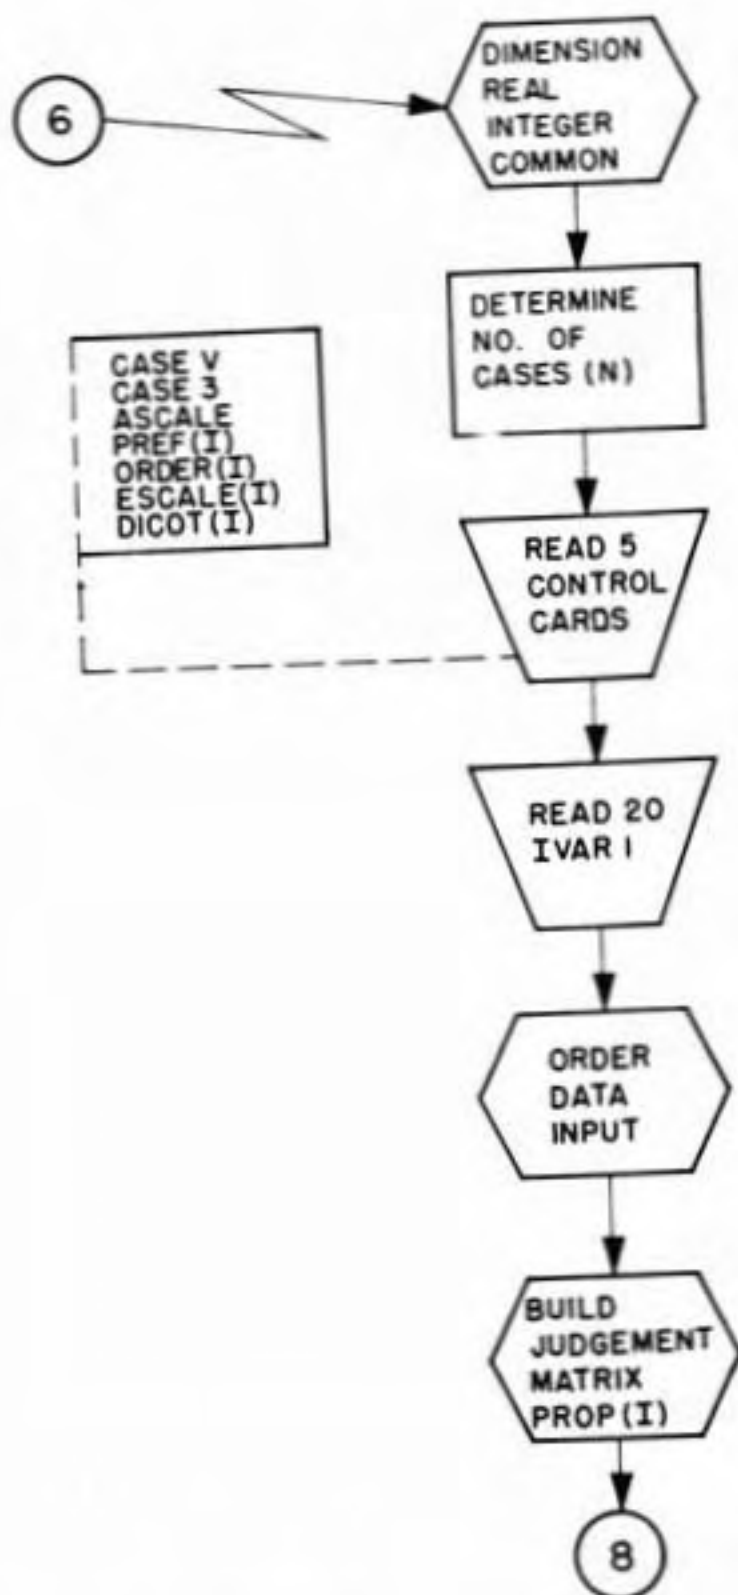 6
DIMENSION
REAL
INTEGER
COMMON
DETERMINE
NO. OF
CASES (N)
CASE V
CASE 3
ASCALE
PREF(I)
ORDER(I)
ESCALE(I)
DICOT(I)
READ 5
CONTROL
CARDS
READ 20
IVAR I
ORDER
DATA
INPUT
BUILD
JUDGEMENT
MATRIX
PROP(I)
8